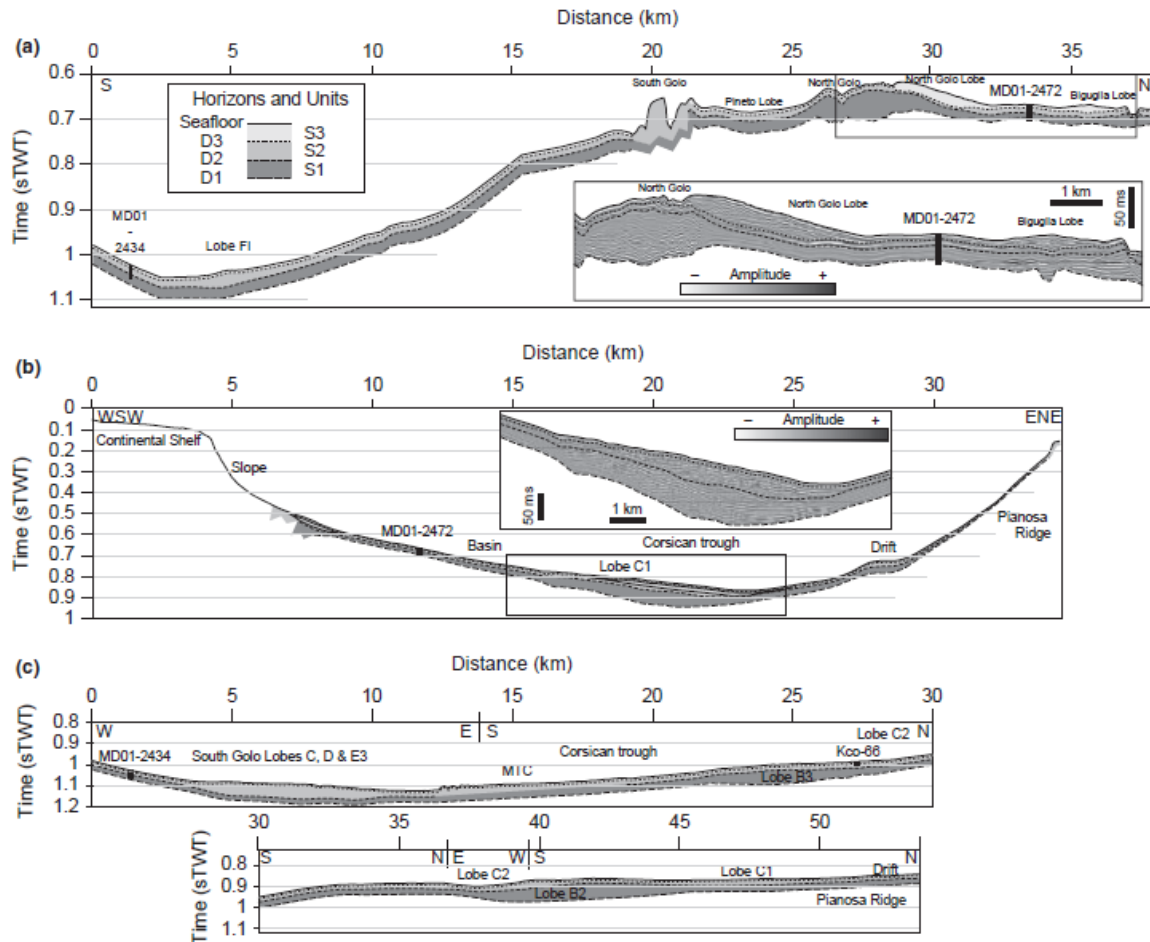 Distance (km)
(a)
0 5 10 15 20 25 30 35
0.6
0.7
0.8
0.9
1
1.1
Time (sTWT)
S
N
Horizons and Units
Seafloor
D3
D2
D1
S3
S2
S1
MD01
-
2434
Lobe FI
South Golo
Pineto Lobe
North Golo
North Golo Lobe
MD01-2472
Biguglia Lobe
North Golo
North Golo Lobe
MD01-2472
Biguglia Lobe
1 km
50 ms
– Amplitude +
Distance (km)
(b)
0 5 10 15 20 25 30
0
0.1
0.2
0.3
0.4
0.5
0.6
0.7
0.8
0.9
1
Time (sTWT)
WSW
ENE
Continental Shelf
Slope
MD01-2472
Basin
Corsican trough
Lobe C1
Drift
Pianosa
Ridge
– Amplitude +
50 ms
1 km
Distance (km)
(c)
0 5 10 15 20 25 30
0.8
0.9
1
1.1
1.2
Time (sTWT)
W
E S
N
MD01-2434
South Golo Lobes C, D & E3
MTC
Corsican trough
Lobe C2
Kco-66
Lobe B3
30 35 40 45 50
0.8
0.9
1
1.1
Time (sTWT)
S
N E
W S
N
Lobe C2
Lobe B2
Lobe C1
Drift
Pianosa Ridge